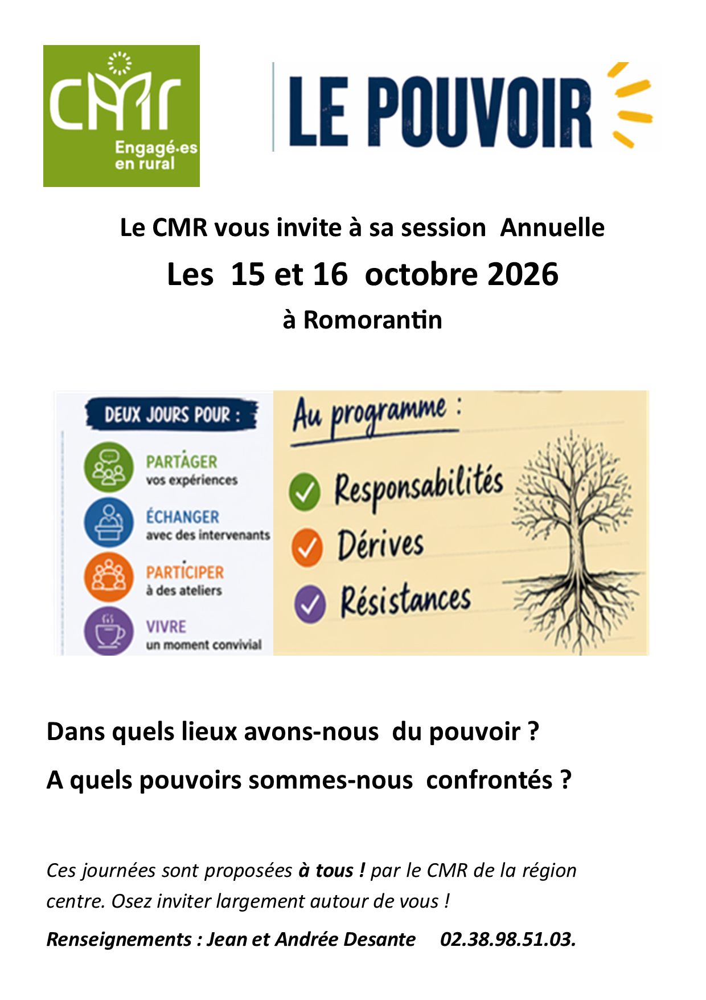 CMR
Engagé·es
en rural
LE POUVOIR
Le CMR vous invite à sa session  Annuelle
Les  15 et 16  octobre 2026
à Romorantin
DEUX JOURS POUR :
PARTAGER
vos expériences
ÉCHANGER
avec des intervenants
PARTICIPER
à des ateliers
VIVRE
un moment convivial
Au programme :
Responsabilités
Dérives
Résistances
Dans quels lieux avons-nous  du pouvoir ?
A quels pouvoirs sommes-nous  confrontés ?
Ces journées sont proposées à tous ! par le CMR de la région
centre. Osez inviter largement autour de vous !
Renseignements : Jean et Andrée Desante    02.38.98.51.03.